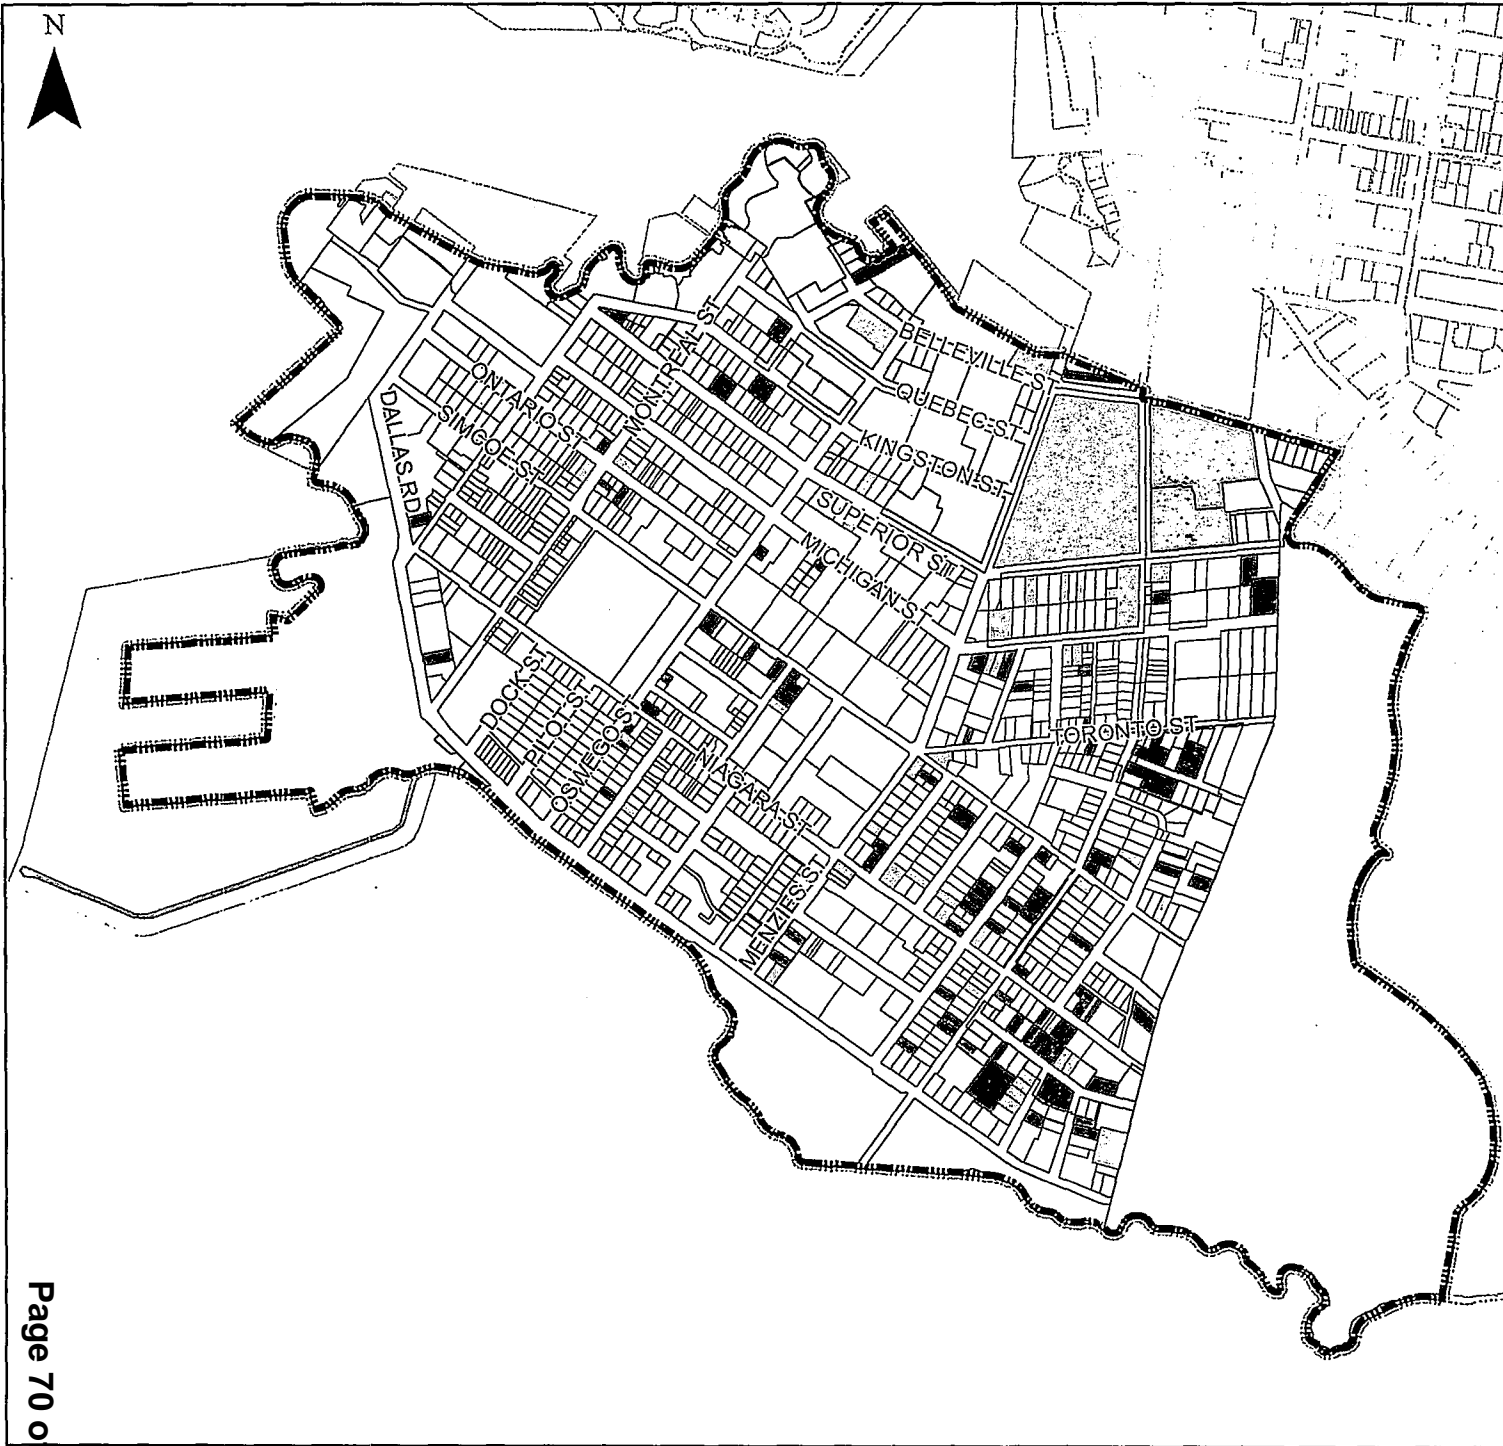 N
BELLEVILLE ST
MONTREAL ST
QUEBEC ST
ONTARIO ST
DALLAS RD
SIMCOE ST
KINGSTON ST
SUPERIOR ST
MICHIGAN ST
DOCK S
PILOT ST
OSWEGO ST
TORONTO ST
NIAGARA ST
MENZIES ST
Page 70 o